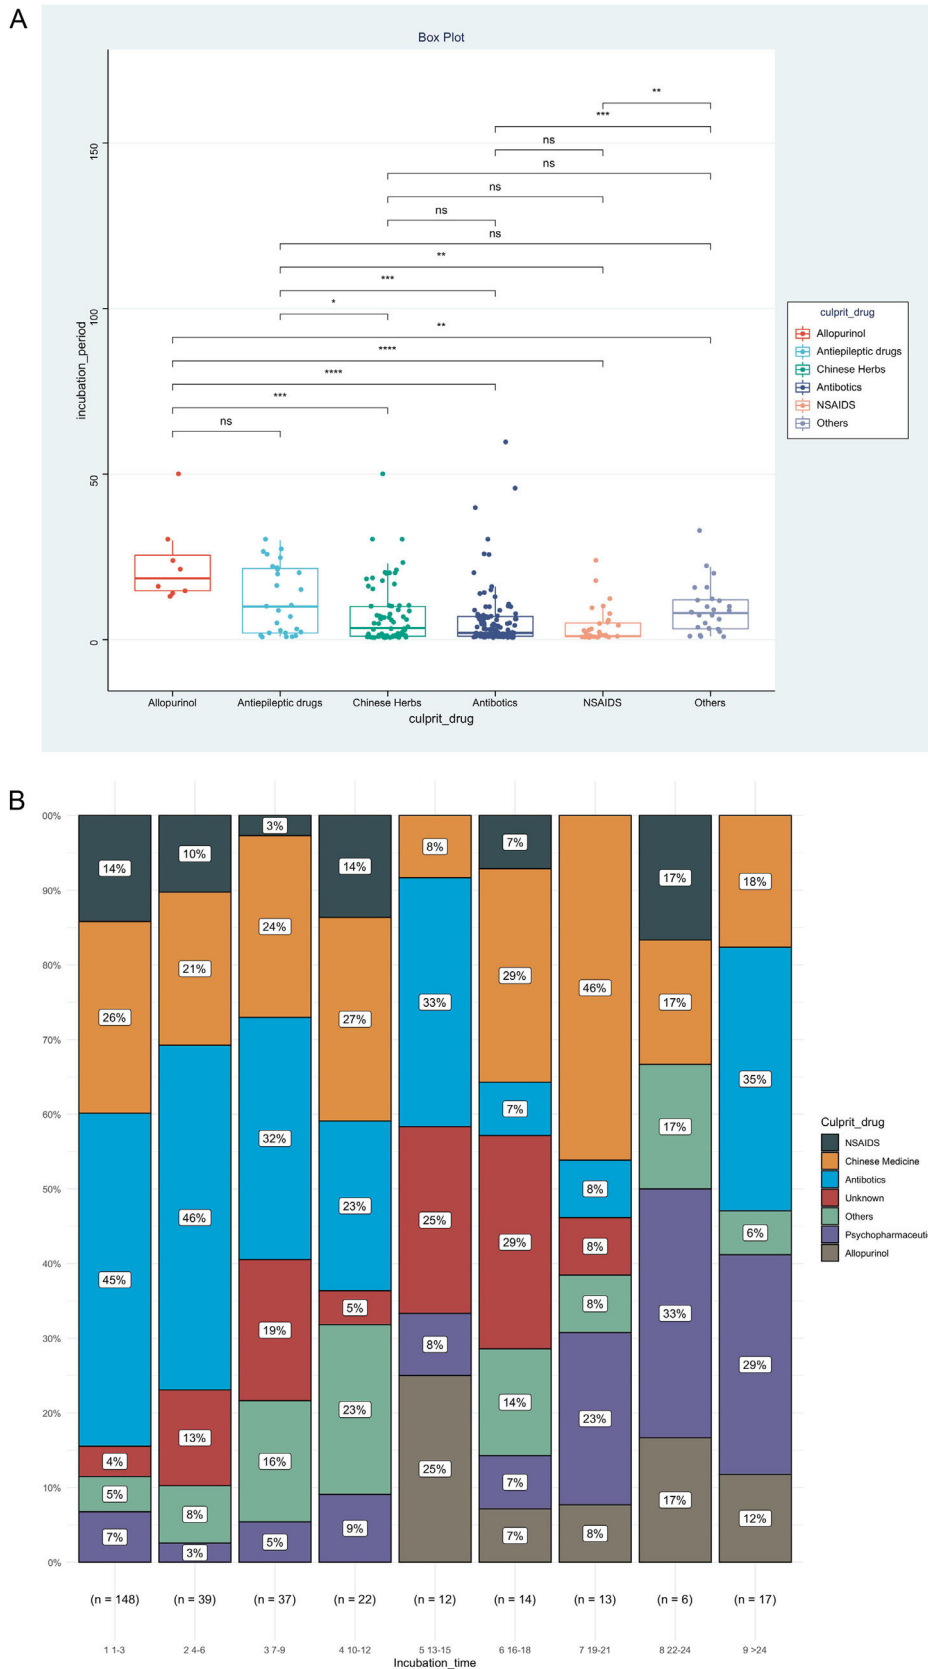 A
Box Plot
**
***
ns
ns
ns
ns
ns
**
***
*
**
****
****
***
ns
150
100
50
0
incubation_period
Allopurinol
Antiepileptic drugs
Chinese Herbs
Antibotics
NSAIDS
Others
culprit_drug
culprit_drug
Allopurinol
Antiepileptic drugs
Chinese Herbs
Antibotics
NSAIDS
Others
B
00%
90%
80%
70%
60%
50%
40%
30%
20%
10%
0%
14%
26%
45%
4%
5%
7%
10%
21%
46%
13%
8%
3%
3%
24%
32%
19%
16%
5%
14%
27%
23%
5%
23%
9%
8%
33%
25%
8%
25%
7%
29%
7%
29%
14%
7%
7%
46%
8%
8%
8%
23%
8%
17%
17%
17%
33%
17%
18%
35%
6%
29%
12%
Culprit_drug
NSAIDS
Chinese Medicine
Antibotics
Unknown
Others
Psychopharmaceuti
Allopurinol
(n = 148) (n = 39) (n = 37) (n = 22) (n = 12) (n = 14) (n = 13) (n = 6) (n = 17)
1 1-3 2 4-6 3 7-9 4 10-12 5 13-15 6 16-18 7 19-21 8 22-24 9 >24
Incubation_time